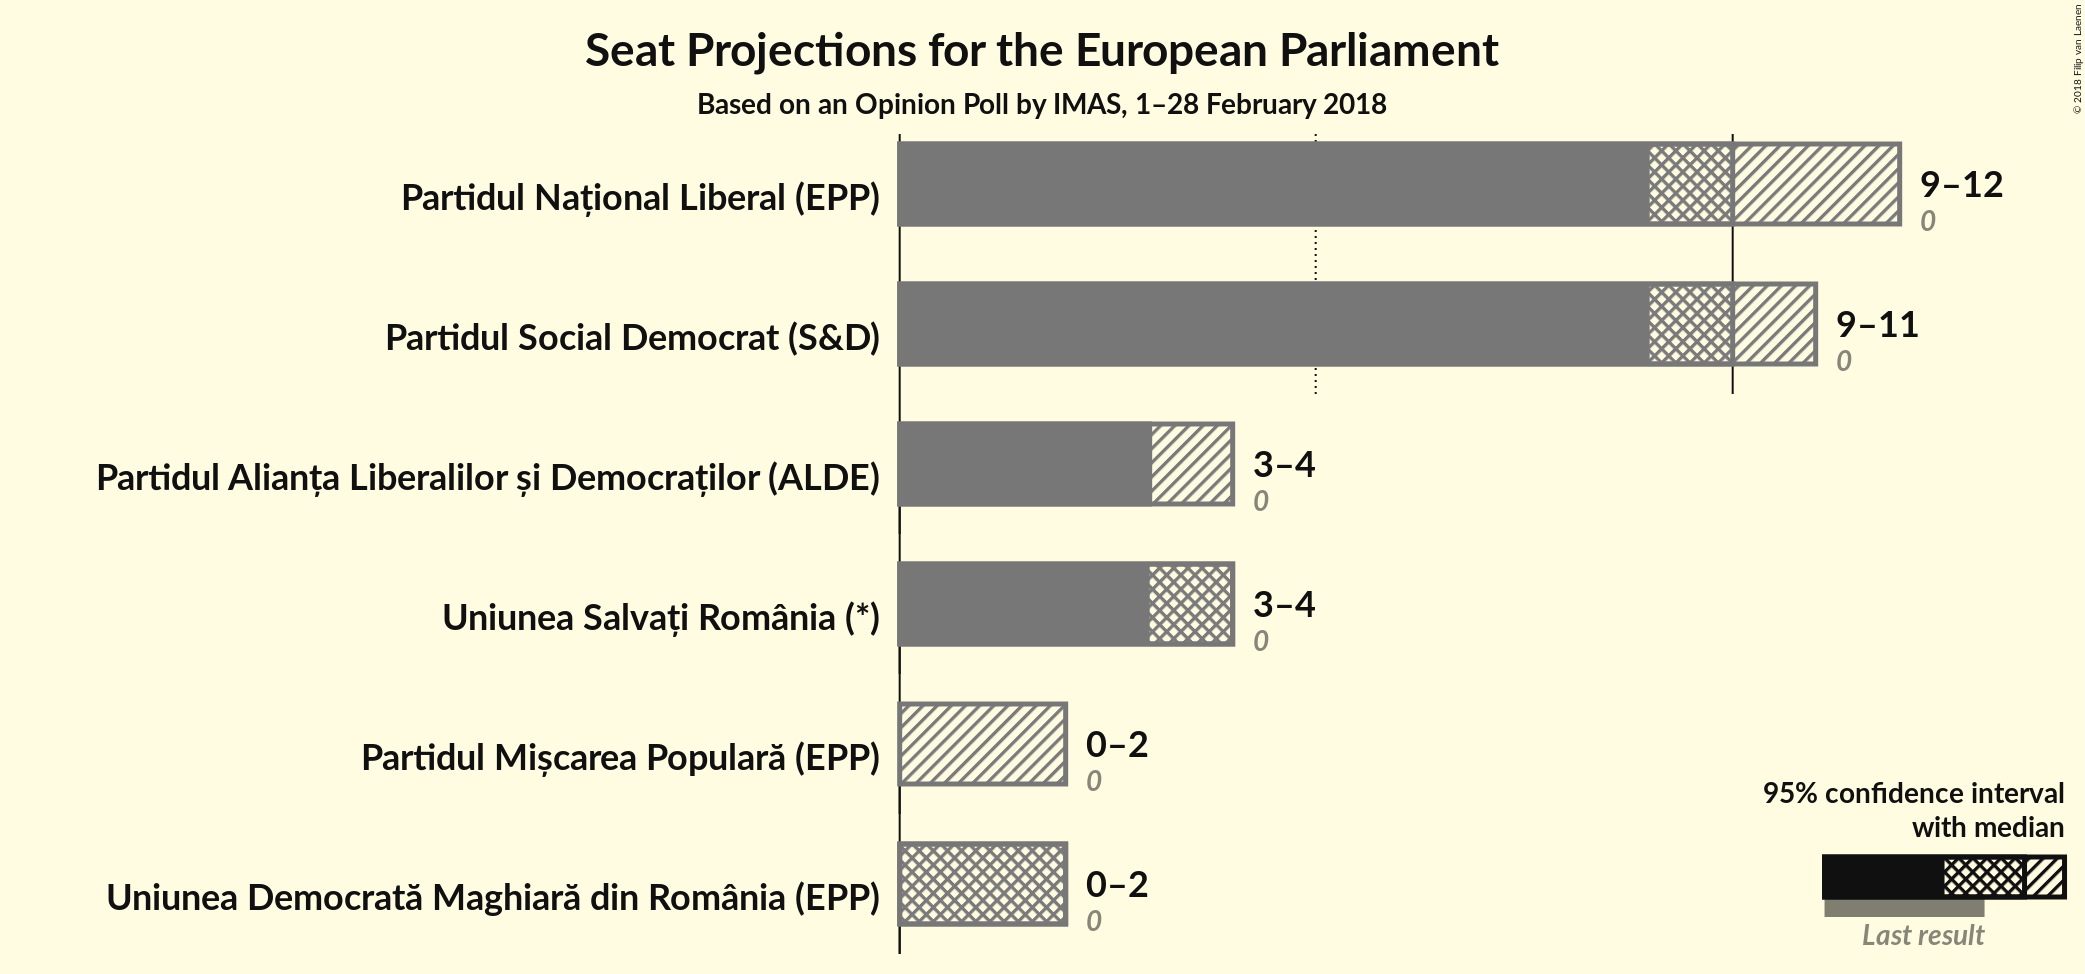 Seat Projections for the European Parliament
Based on an Opinion Poll by IMAS, 1–28 February 2018
© 2018 Filip van Laenen
Partidul Național Liberal (EPP)
9–12
0
Partidul Social Democrat (S&D)
9–11
0
Partidul Alianța Liberalilor și Democraților (ALDE)
3–4
0
Uniunea Salvați România (*)
3–4
0
Partidul Mișcarea Populară (EPP)
0–2
0
Uniunea Democrată Maghiară din România (EPP)
0–2
0
95% confidence interval
with median
Last result